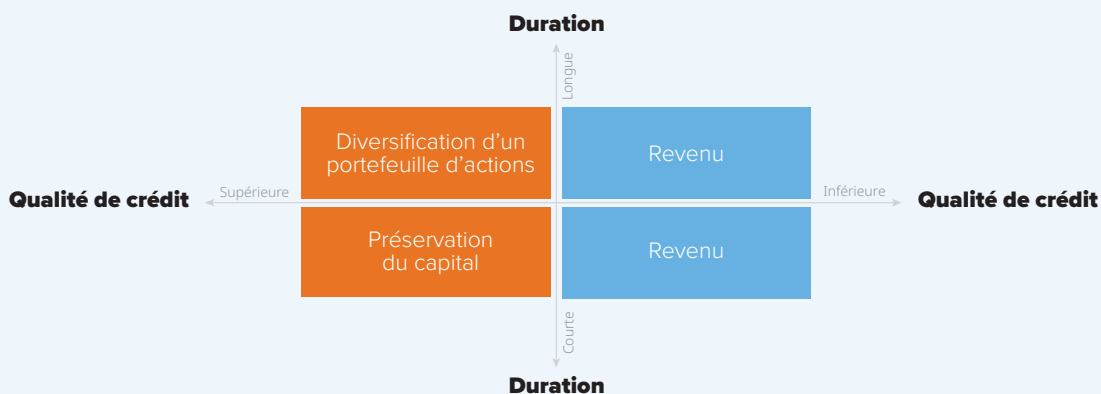 Duration
Longue
Diversification d’un
portefeuille d’actions
Revenu
Qualité de crédit
Supérieure
Inférieure
Qualité de crédit
Préservation
du capital
Revenu
Courte
Duration